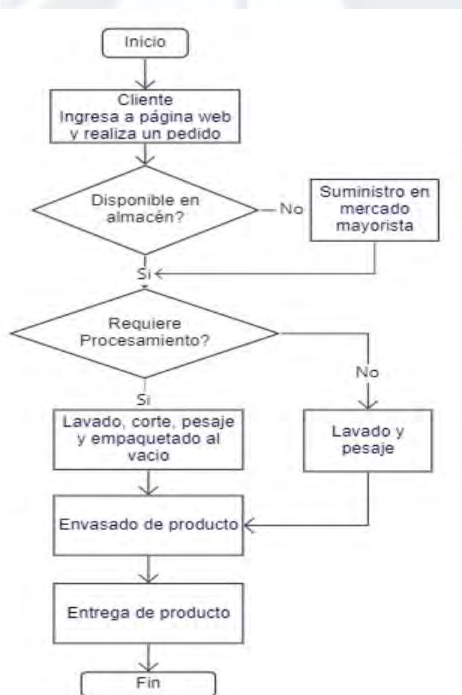 Inicio
Cliente
Ingresa a página web
y realiza un pedido
Disponible en
almacén?
No
Suministro en
mercado
mayorista
Si
Requiere
Procesamiento?
No
Si
Lavado, corte, pesaje
y empaquetado al
vacio
Lavado y
pesaje
Envasado de producto
Entrega de producto
Fin